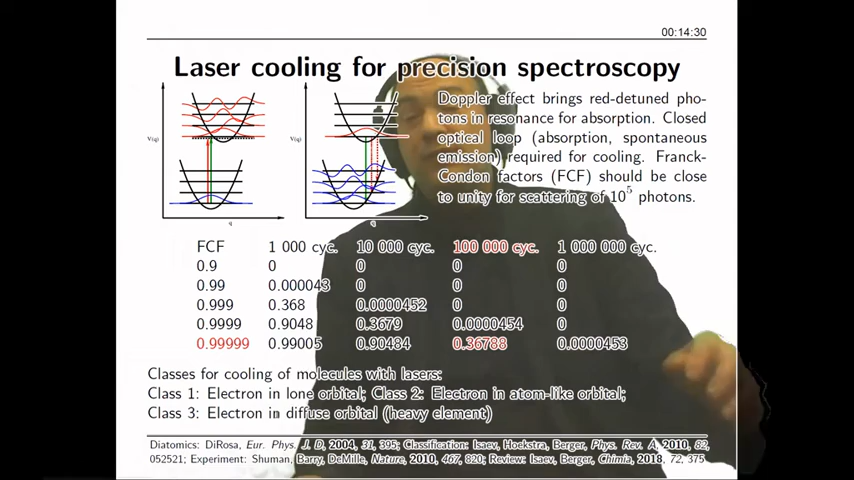 00:14:30
Laser cooling for precision spectroscopy
V(q)
V(q)
q
q
Doppler effect brings red-detuned pho-
tons in resonance for absorption. Closed
optical loop (absorption, spontaneous
emission) required for cooling. Franck-
Condon factors (FCF) should be close
to unity for scattering of 10⁵ photons.
FCF 1 000 cyc. 10 000 cyc. 100 000 cyc. 1 000 000 cyc.
0.9 0 0 0 0
0.99 0.000043 0 0 0
0.999 0.368 0.0000452 0 0
0.9999 0.9048 0.3679 0.0000454 0
0.99999 0.99005 0.90484 0.36788 0.0000453
Classes for cooling of molecules with lasers:
Class 1: Electron in lone orbital; Class 2: Electron in atom-like orbital;
Class 3: Electron in diffuse orbital (heavy element)
Diatomics: DiRosa, Eur. Phys. J. D, 2004, 31, 395; Classification: Isaev, Hoekstra, Berger, Phys. Rev. A, 2010, 82,
052521; Experiment: Shuman, Barry, DeMille, Nature, 2010, 467, 820; Review: Isaev, Berger, Chimia, 2018, 72, 375